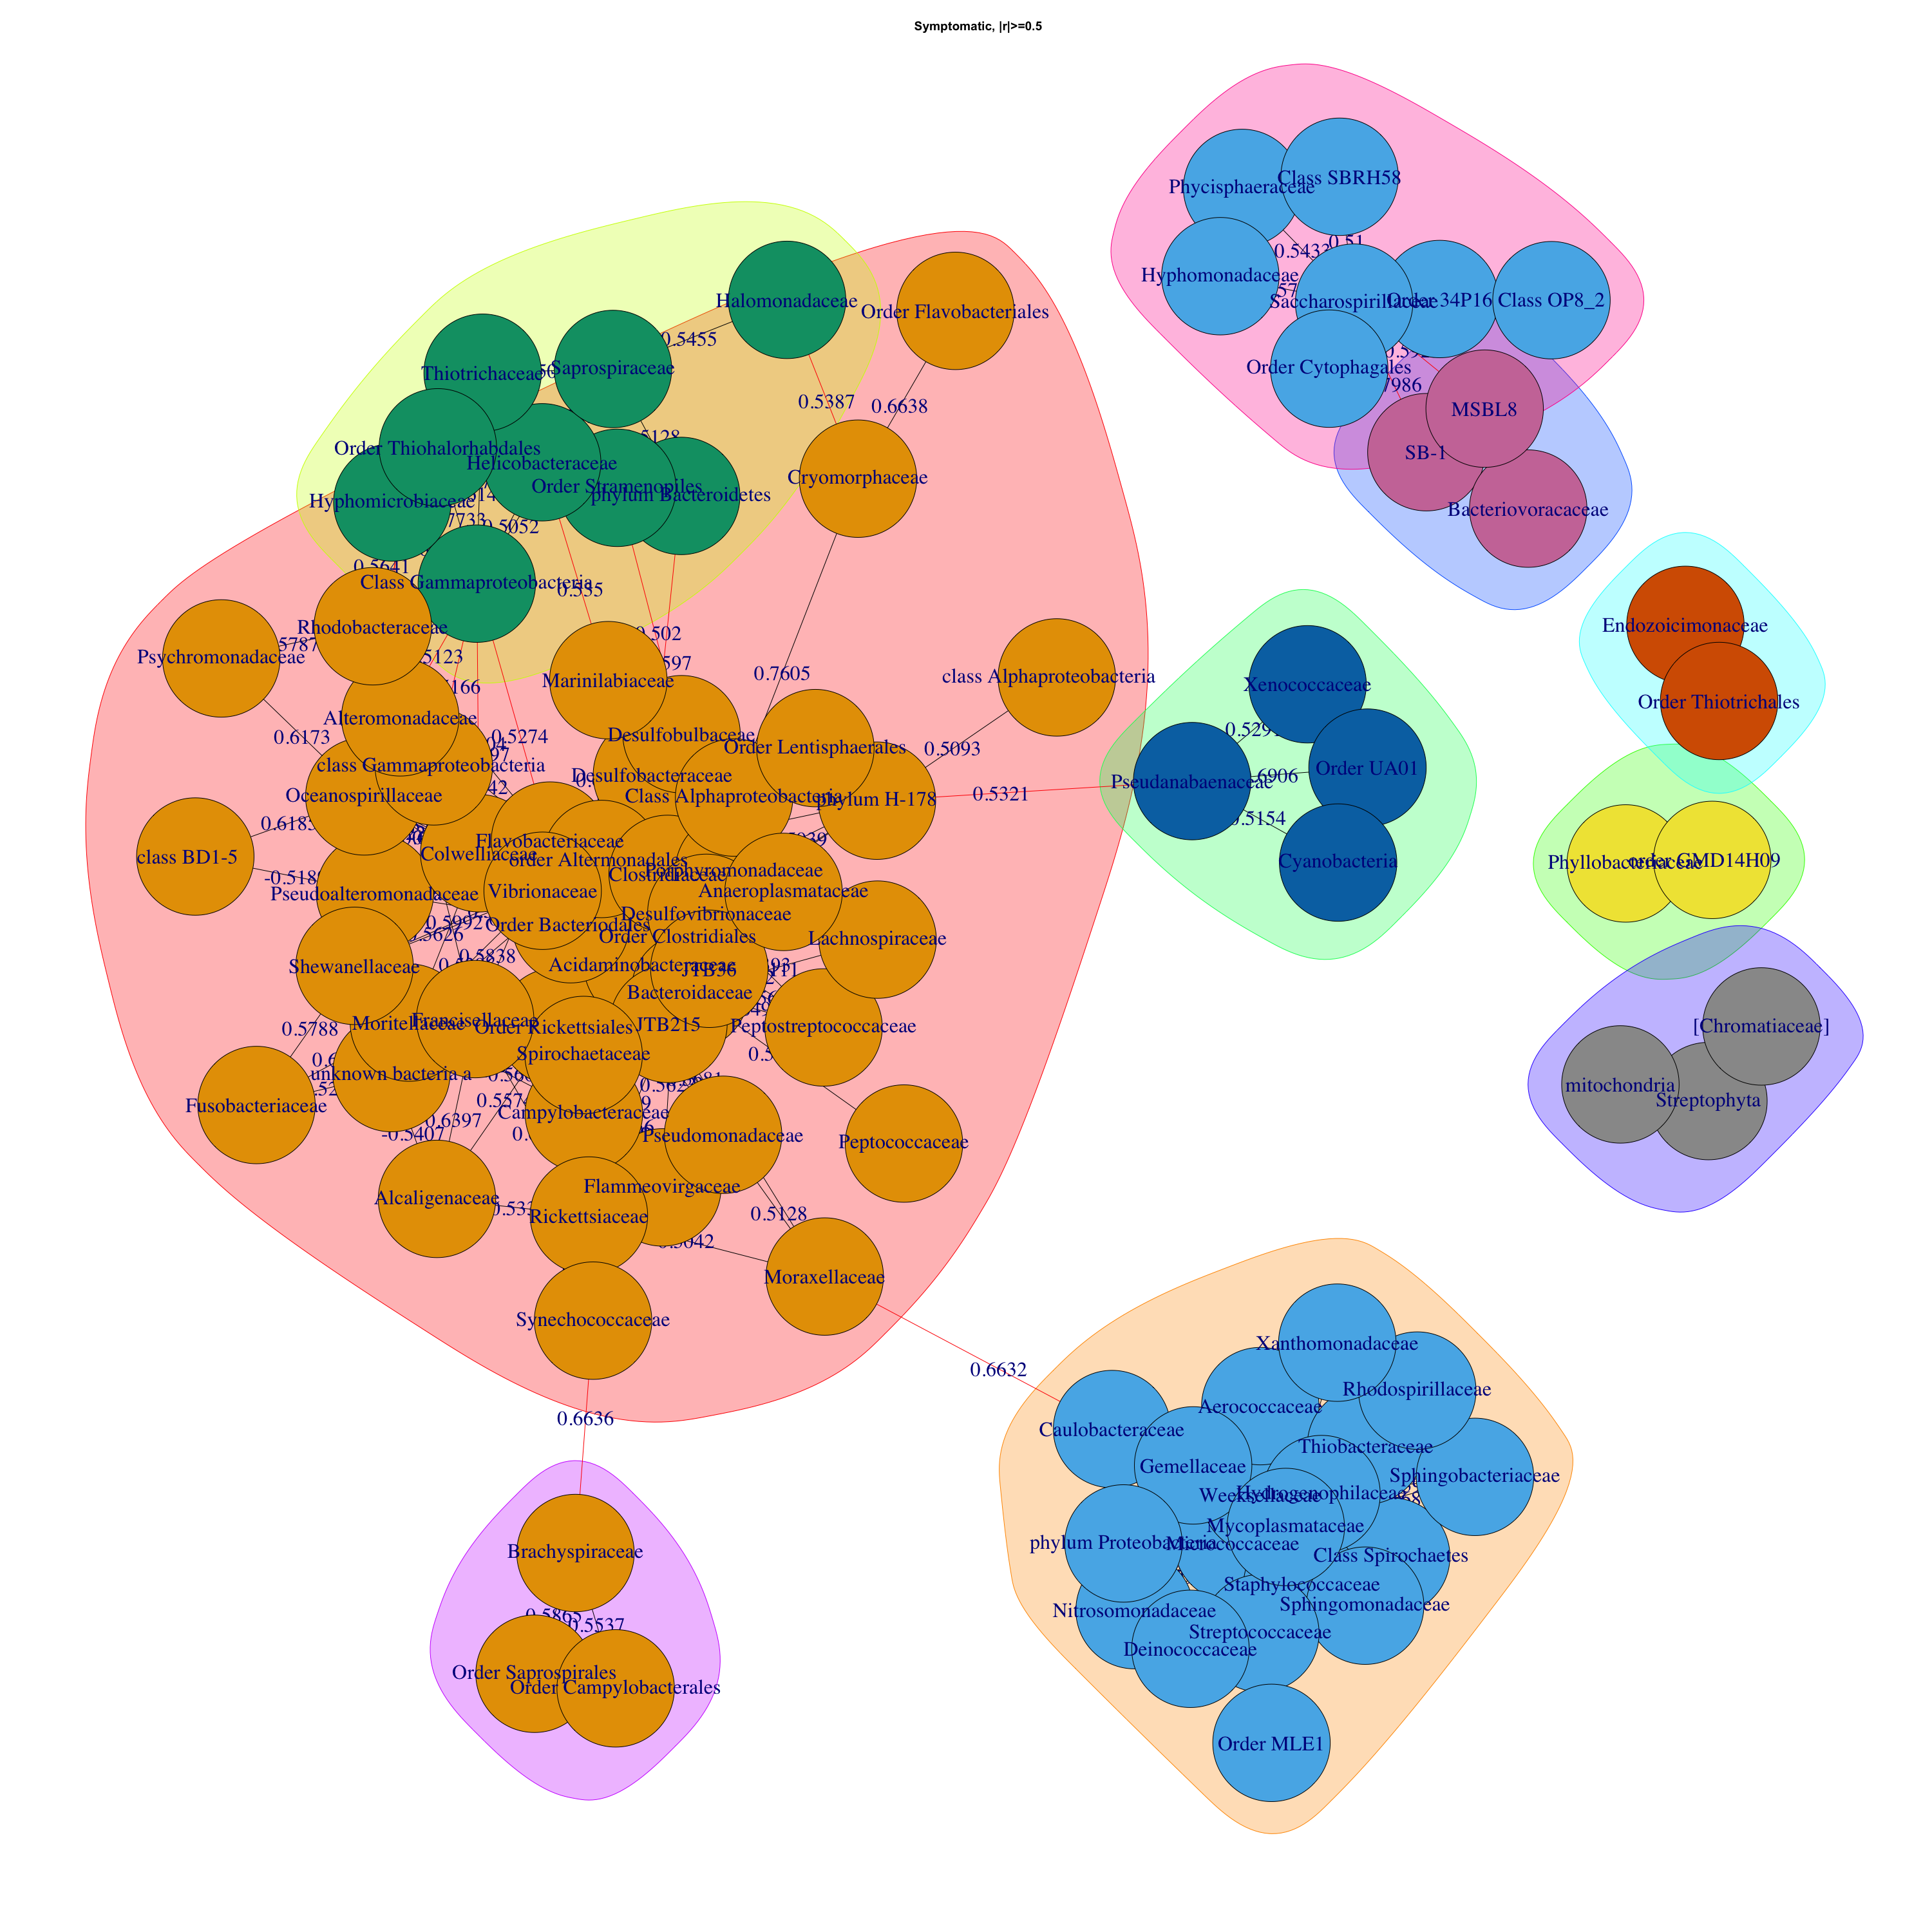 Symptomatic, |r|>=0.5
Phycisphaeraceae
Class SBRH58
0.5433
0.51
Hyphomonadaceae
Saccharospirillaceae
Order 34P16
Class OP8_2
Order Cytophagales
7986
MSBL8
SB-1
Bacteriovoracaceae
Halomonadaceae
Order Flavobacteriales
0.5455
Thiotrichaceae
Saprospiraceae
0.5387
0.6638
5128
Order Thiohalorhabdales
Helicobacteraceae
Cryomorphaceae
Order Stramenopiles
phylum Bacteroidetes
Hyphomicrobiaceae
7733
0.5052
0.5641
Class Gammaproteobacteria
0.535
Rhodobacteraceae
0.502
Psychromonadaceae
5787
5123
597
Marinilabiaceae
0.7605
class Alphaproteobacteria
5166
Alteromonadaceae
0.6173
0.5274
Desulfobulbaceae
Order Lentisphaerales
0.5093
class Gammaproteobacteria
Desulfobacteraceae
Oceanospirillaceae
Class Alphaproteobacteria
phylum H-178
0.5321
Endozoicimonaceae
Order Thiotrichales
Xenococcaceae
0.5291
Pseudanabaenaceae
6906
Order UA01
0.5154
Cyanobacteria
Phyllobacteriaceae
order GMD14H09
0.6183
Flavobacteriaceae
class BD1-5
Colwelliaceae
order Altermonadales
Clostridiaceae
Porphyromonadaceae
-0.5189
Pseudoalteromonadaceae
Vibrionaceae
Anaeroplasmataceae
Desulfovibrionaceae
0.5992
Order Bacteriodales
Order Clostridiales
Lachnospiraceae
5626
0.5838
Shewanellaceae
Acidaminobacteraceae
JTB36
Bacteroidaceae
0.5788
Moritellaceae
Francisellaceae
Order Rickettsiales
JTB215
Peptostreptococcaceae
Spirochaetaceae
unknown bacteria a
Fusobacteriaceae
0.557
0.6397
-0.5407
Campylobacteraceae
Pseudomonadaceae
Peptococcaceae
Alcaligenaceae
Flammeovirgaceae
Rickettsiaceae
0.5128
0.5042
Moraxellaceae
Synechococcaceae
[Chromatiaceae]
mitochondria
Streptophyta
0.6632
0.6636
Xanthomonadaceae
Rhodospirillaceae
Aerococcaceae
Caulobacteraceae
Thiobacteraceae
Gemellaceae
Sphingobacteriaceae
Weeksellaceae
Hydrogenophilaceae
Mycoplasmataceae
phylum Proteobacteria
Micrococcaceae
Class Spirochaetes
Staphylococcaceae
Nitrosomonadaceae
Sphingomonadaceae
Streptococcaceae
Deinococcaceae
Order MLE1
Brachyspiraceae
0.5865
0.5537
Order Saprospirales
Order Campylobacterales